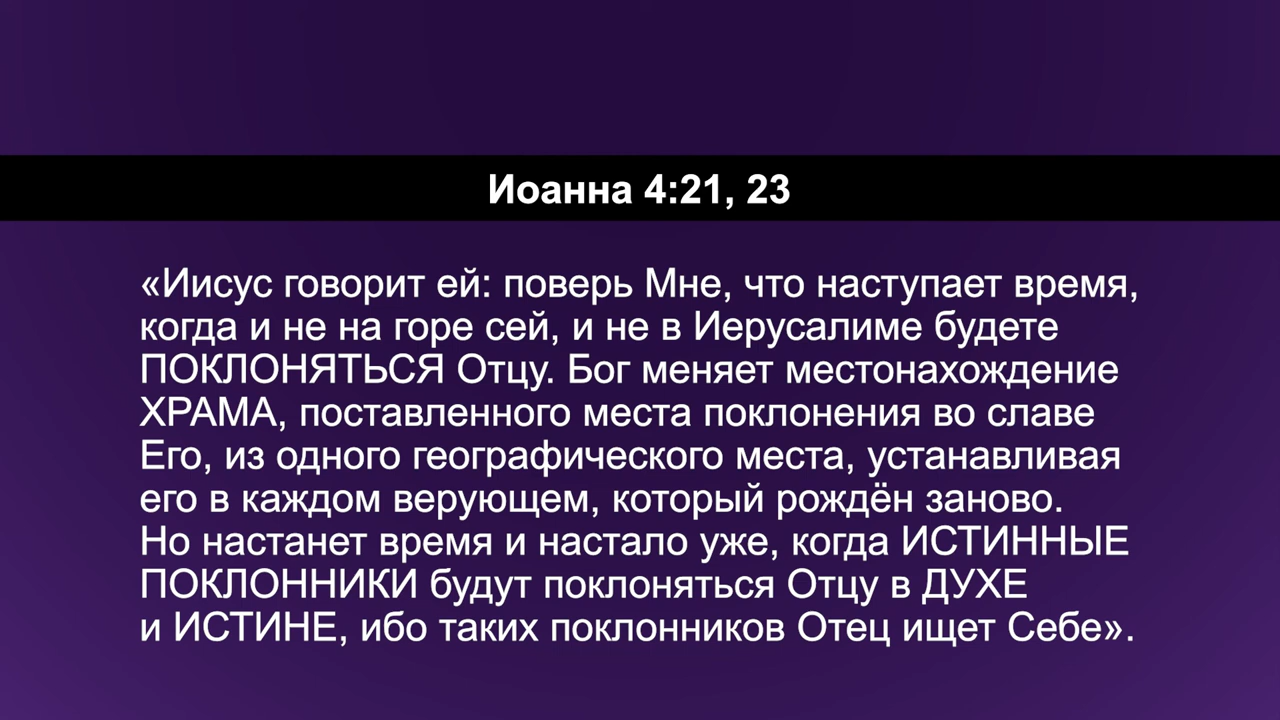 Иоанна 4:21, 23
«Иисус говорит ей: поверь Мне, что наступает время,
когда и не на горе сей, и не в Иерусалиме будете
ПОКЛОНЯТЬСЯ Отцу. Бог меняет местонахождение
ХРАМА, поставленного места поклонения во славе
Его, из одного географического места, устанавливая
его в каждом верующем, который рождён заново.
Но настанет время и настало уже, когда ИСТИННЫЕ
ПОКЛОННИКИ будут поклоняться Отцу в ДУХЕ
и ИСТИНЕ, ибо таких поклонников Отец ищет Себе».